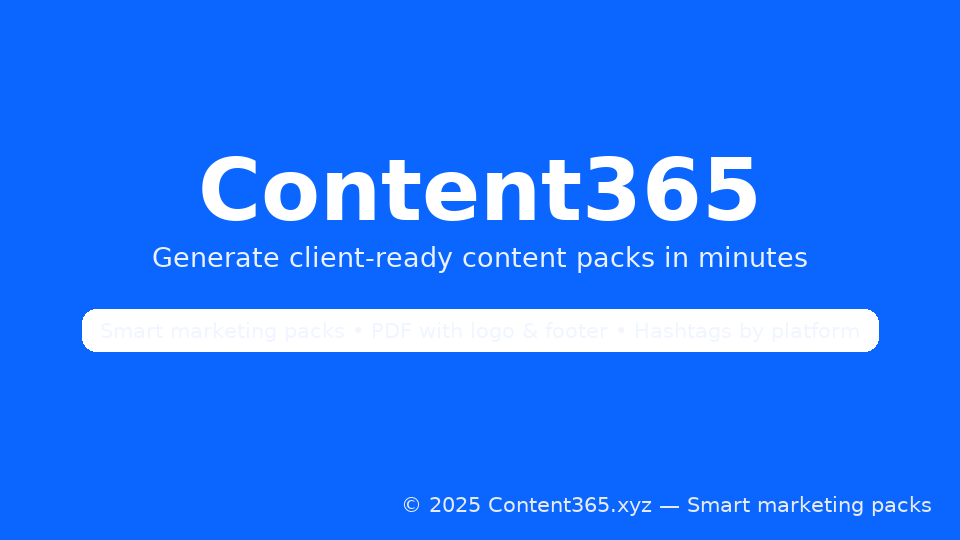 Content365
Generate client-ready content packs in minutes
Smart marketing packs • PDF with logo & footer • Hashtags by platform
© 2025 Content365.xyz — Smart marketing packs